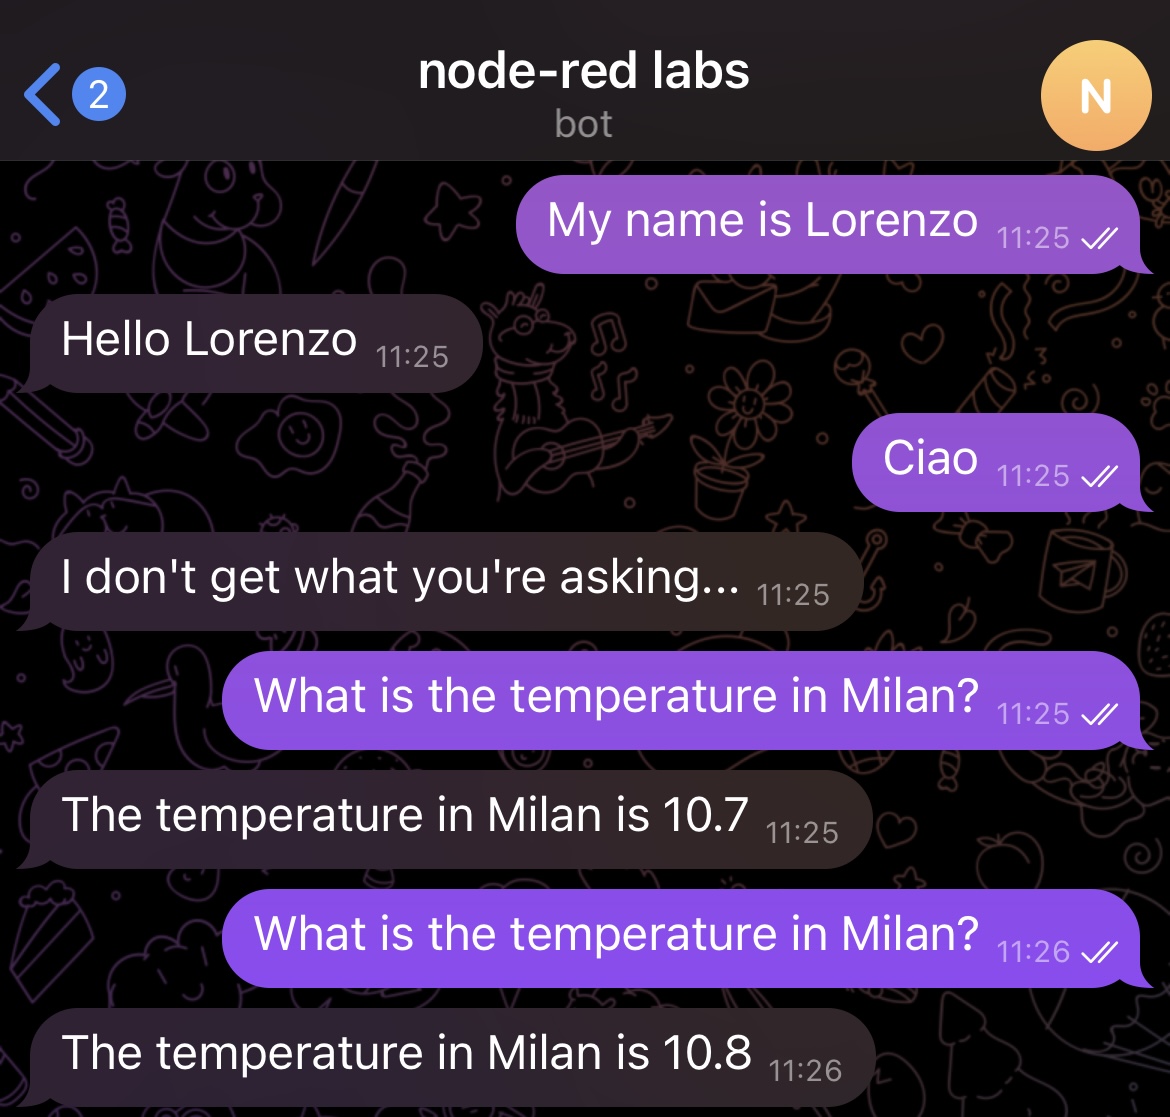 2
node-red labs
bot
N
My name is Lorenzo 11:25
Hello Lorenzo 11:25
Ciao 11:25
I don't get what you're asking... 11:25
What is the temperature in Milan? 11:25
The temperature in Milan is 10.7 11:25
What is the temperature in Milan? 11:26
The temperature in Milan is 10.8 11:26